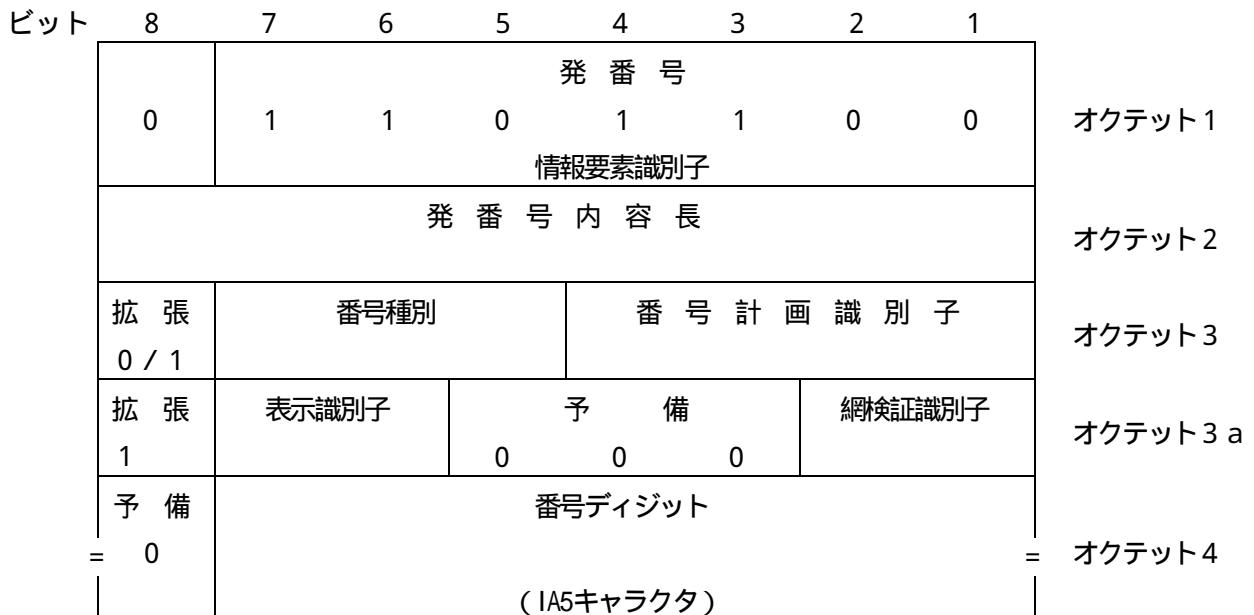 ビット 8 7 6 5 4 3 2 1
発 番 号
0 1 1 0 1 1 0 0 オクテット1
情報要素識別子
発 番 号 内 容 長
オクテット2
拡 張 番号種別 番 号 計 画 識 別 子
オクテット3
0 / 1
拡 張 表示識別子 予 備 網検証識別子
オクテット3 a
1 0 0 0
予 備 番号ディジット
= 0 = オクテット4
( IA5キャラクタ )